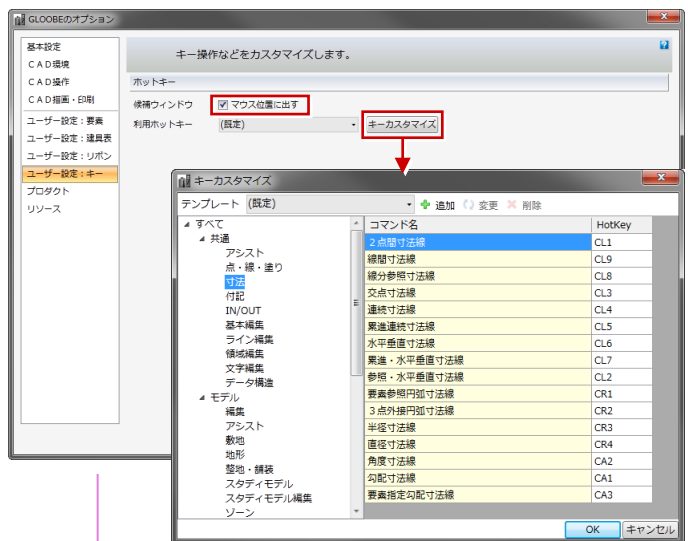 GLOOBEのオプション
基本設定
ＣＡＤ環境
ＣＡＤ操作
ＣＡＤ描画・印刷
ユーザー設定：要素
ユーザー設定：建具表
ユーザー設定：リボン
ユーザー設定：キー
プロダクト
リソース
キー操作などをカスタマイズします。
ホットキー
候補ウィンドウ マウス位置に出す
利用ホットキー (既定) キーカスタマイズ
キーカスタマイズ
テンプレート (既定) 追加 変更 削除
すべて
共通
アシスト
点・線・塗り
寸法
付記
IN/OUT
基本編集
ライン編集
領域編集
文字編集
データ構造
モデル
編集
アシスト
敷地
地形
整地・舗装
スタディモデル
スタディモデル編集
ゾーン
コマンド名 HotKey
２点間寸法線 CL1
線間寸法線 CL9
線分参照寸法線 CL8
交点寸法線 CL3
連続寸法線 CL4
累進連続寸法線 CL5
水平垂直寸法線 CL6
累進・水平垂直寸法線 CL7
参照・水平垂直寸法線 CL2
要素参照円弧寸法線 CR1
３点外接円弧寸法線 CR2
半径寸法線 CR3
直径寸法線 CR4
角度寸法線 CA2
勾配寸法線 CA1
要素指定勾配寸法線 CA3
OK キャンセル